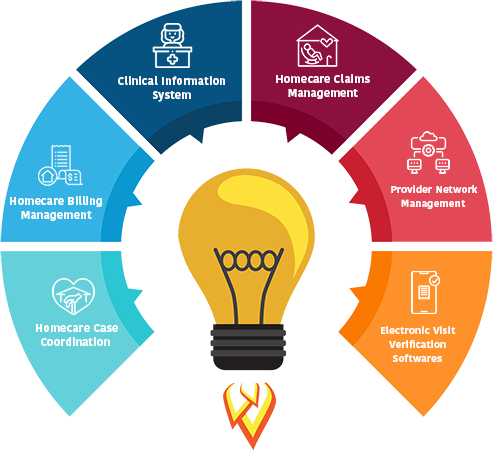 Clinical Information
System
Homecare Claims
Management
Homecare Billing
Management
Provider Network
Management
Homecare Case
Coordination
Electronic Visit
Verification
Softwares